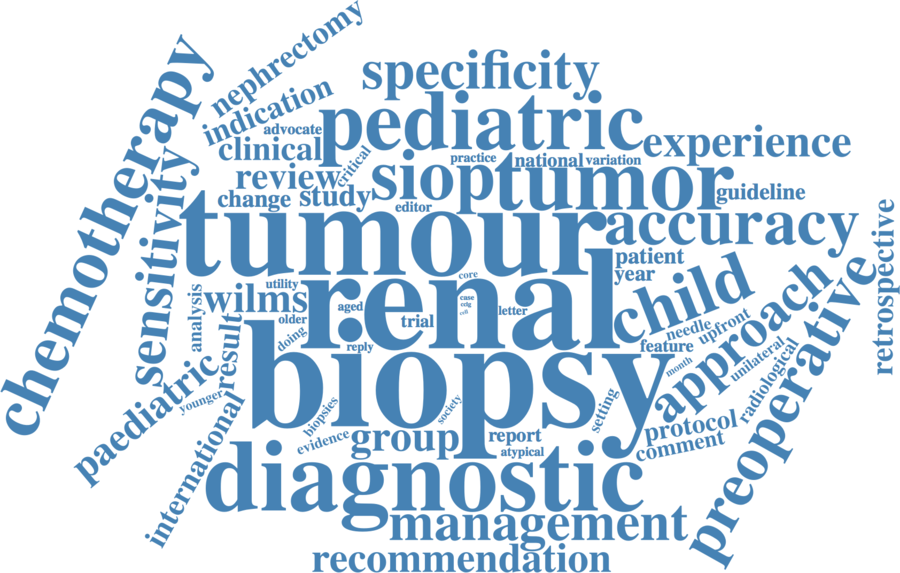 nephrectomy
chemotherapy
specificity
indication
pediatric
advocate
experience
clinical
critical
practice
national
variation
review
siop
tumor
sensitivity
change
study
editor
guideline
tumour
accuracy
retrospective
patient
year
core
utility
renal
child
approach
wilms
aged
case
cclg
cell
letter
analysis
older
trial
preoperative
needle
upfront
doing
reply
feature
result
biopsy
month
unilateral
radiological
paediatric
younger
biopsies
society
setting
international
evidence
group
report
protocol
comment
atypical
diagnostic
management
recommendation